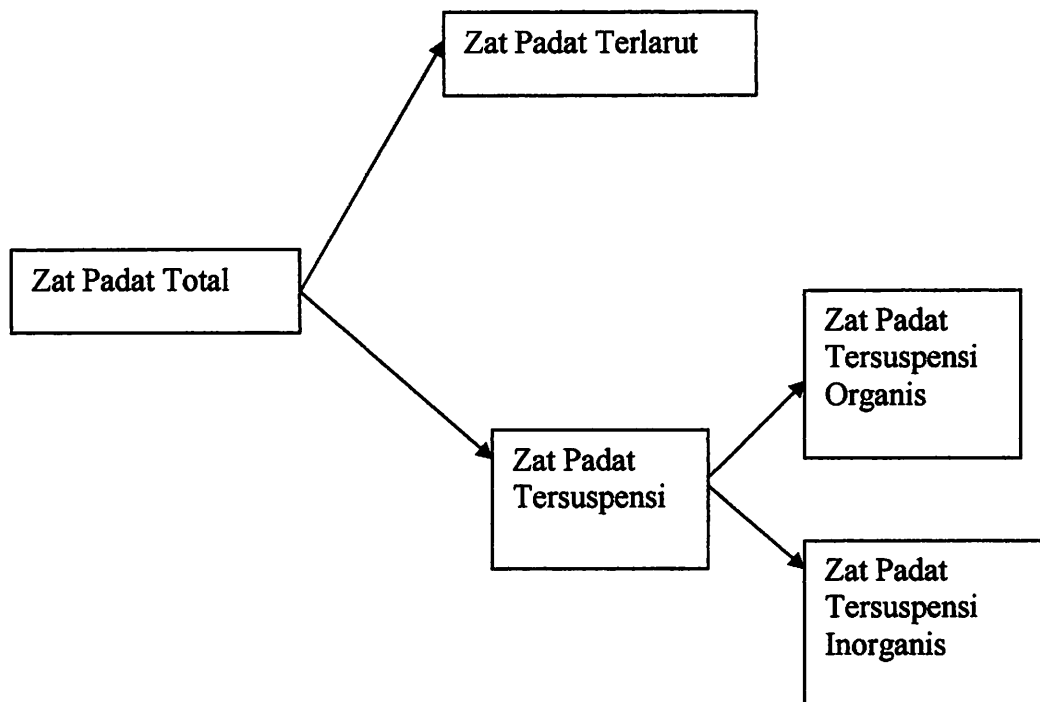 Zat Padat Terlarut
Zat Padat Total
Zat Padat
Tersuspensi
Zat Padat
Tersuspensi
Organis
Zat Padat
Tersuspensi
Inorganis